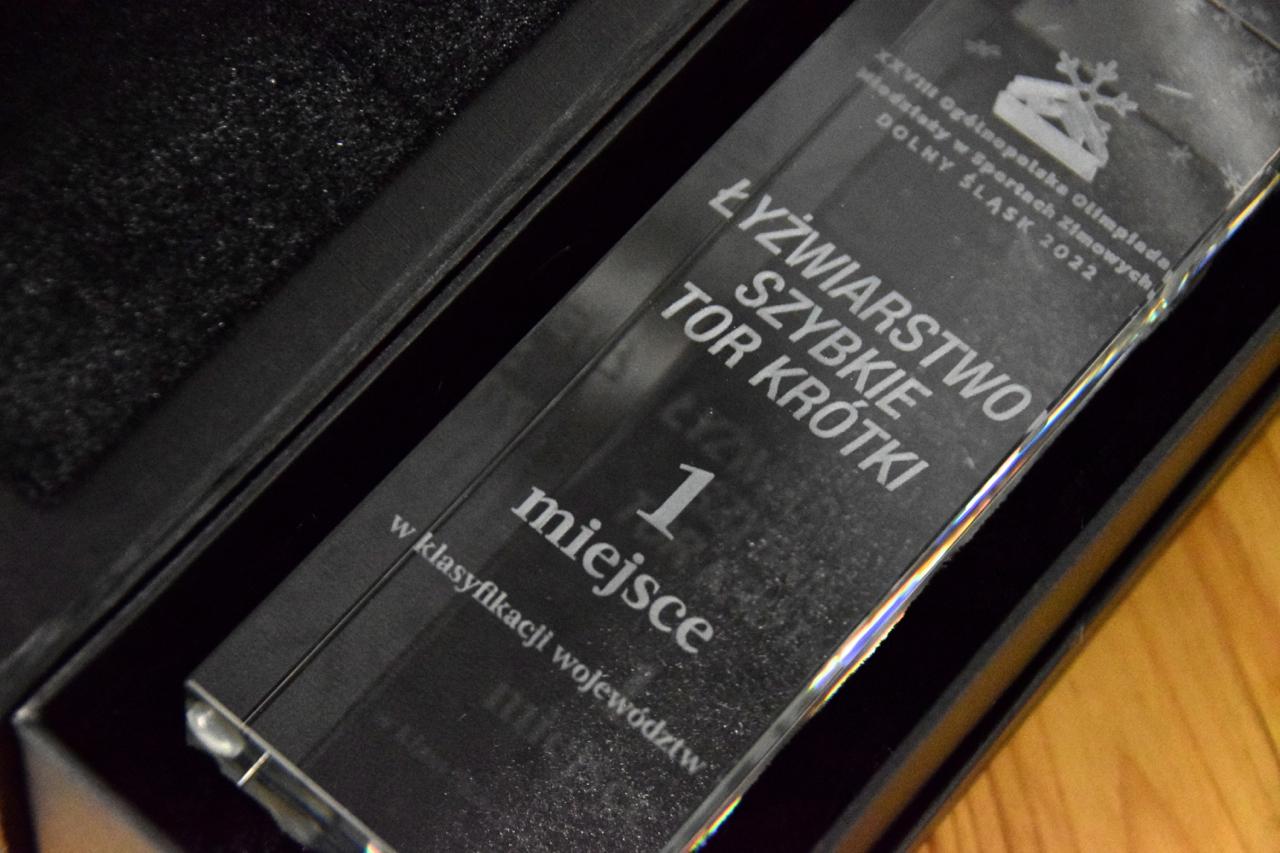 XXVIII Ogólnopolska Olimpiada
Młodzieży w Sportach Zimowych
DOLNY ŚLĄSK 2022
ŁYŻWIARSTWO
SZYBKIE
TOR KRÓTKI
1
miejsce
w klasyfikacji województw